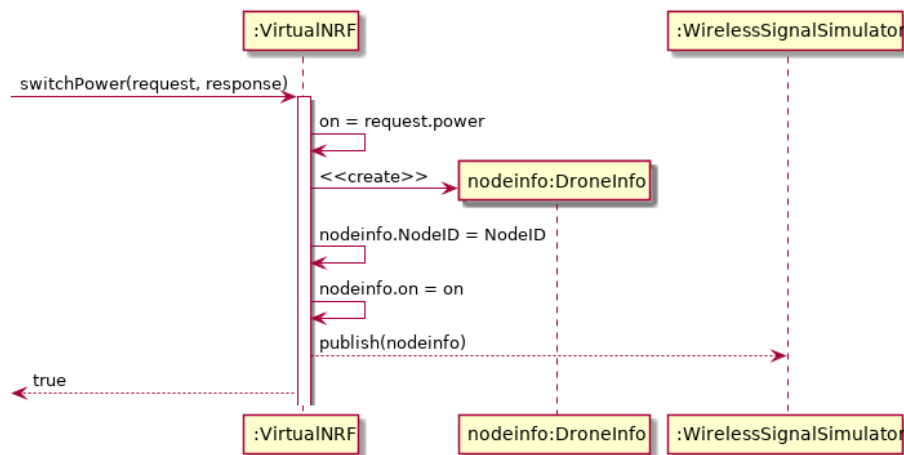 :VirtualNRF
:WirelessSignalSimulator
switchPower(request, response)
on = request.power
<<create>>
nodeinfo:DroneInfo
nodeinfo.NodeID = NodeID
nodeinfo.on = on
publish(nodeinfo)
true
:VirtualNRF
nodeinfo:DroneInfo
:WirelessSignalSimulator